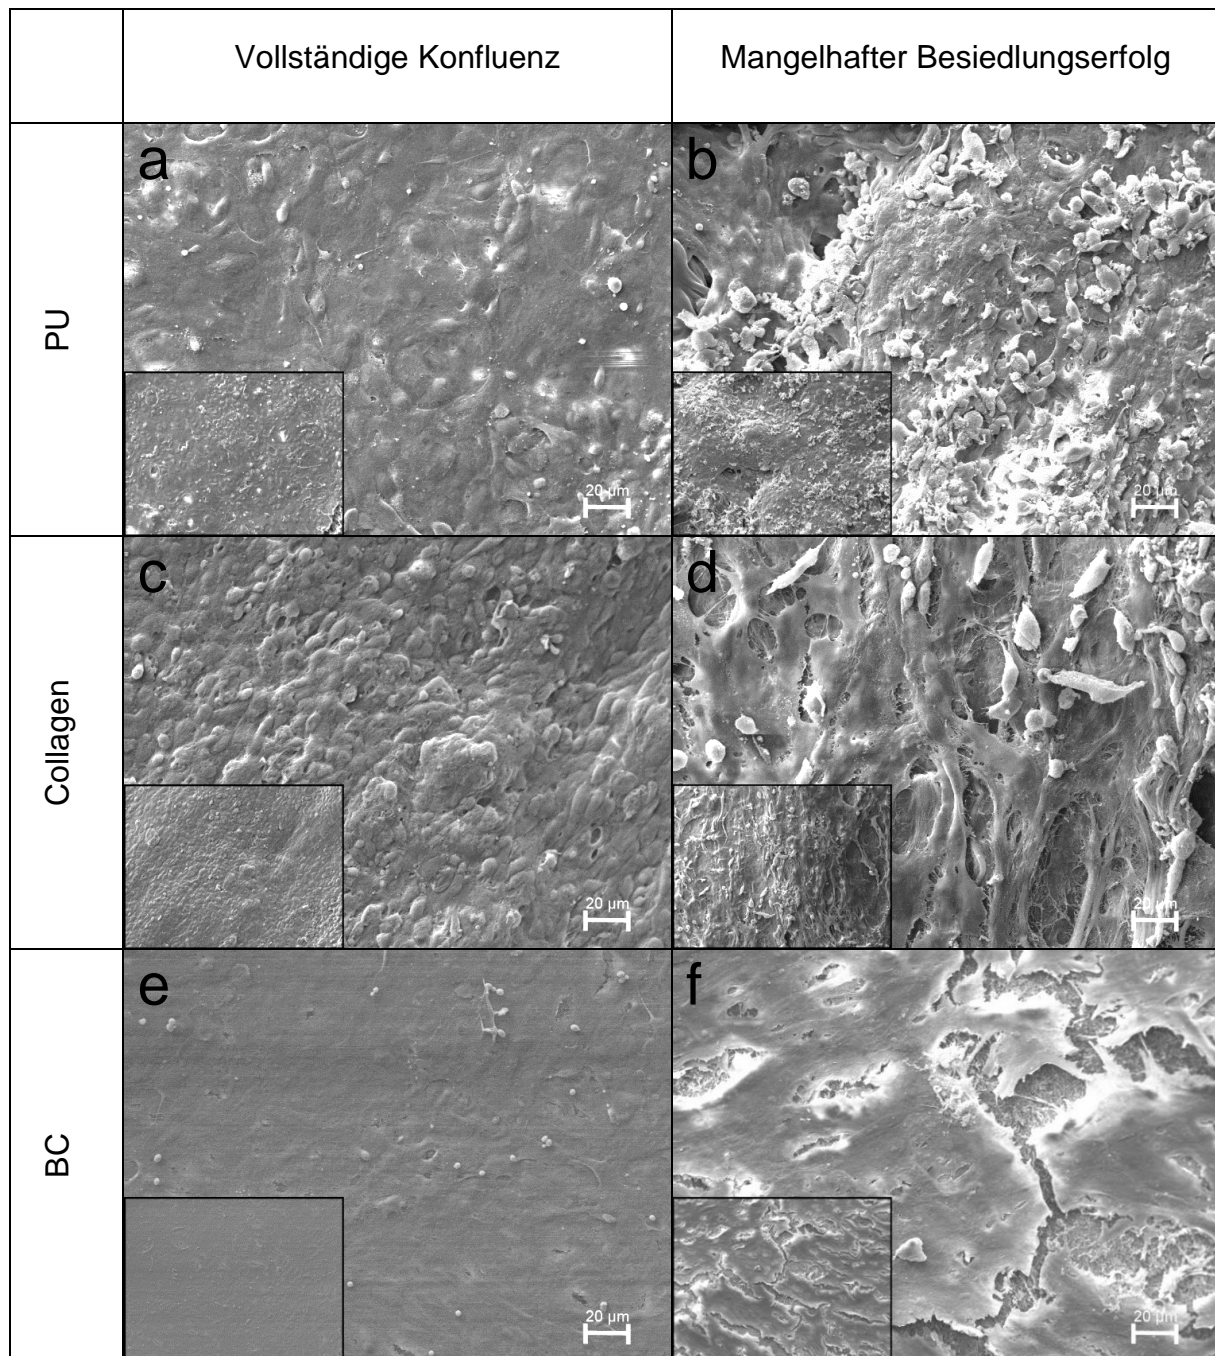 Vollständige Konfluenz
Mangelhafter Besiedlungserfolg
PU
a
20 µm
b
20 µm
Collagen
c
20 µm
d
20 µm
BC
e
20 µm
f
20 µm